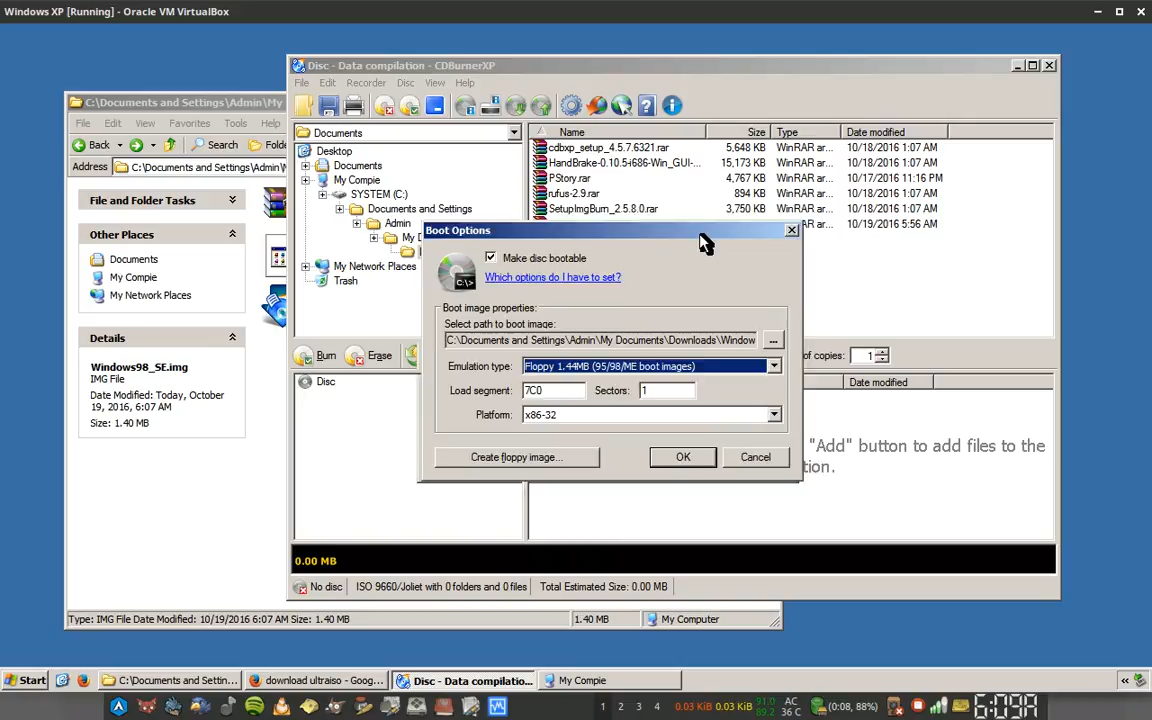 Windows XP [Running] - Oracle VM VirtualBox
Disc - Data compilation - CDBurnerXP
File Edit Recorder Disc View Help
C:\Documents and Settings\Admin\My
File Edit View Favorites Tools Help
Back Search Folde
Address C:\Documents and Settings\Admin\My
File and Folder Tasks
Other Places
Documents
My Compie
My Network Places
Details
Windows98_SE.img
IMG File
Date Modified: Today, October
19, 2016, 6:07 AM
Size: 1.40 MB
Documents
Desktop
Documents
My Compie
SYSTEM (C:)
Documents and Settings
Admin
My D
My Network Places
Trash
Name Size Type Date modified
cdbxp_setup_4.5.7.6321.rar 5,648 KB WinRAR ar... 10/18/2016 1:07 AM
HandBrake-0.10.5-i686-Win_GUI-... 15,173 KB WinRAR ar... 10/18/2016 1:07 AM
PStory.rar 4,767 KB WinRAR ar... 10/17/2016 11:16 PM
rufus-2.9.rar 894 KB WinRAR ar... 10/18/2016 1:07 AM
SetupImgBurn_2.5.8.0.rar 3,750 KB WinRAR ar... 10/18/2016 1:07 AM
WinRAR ar... 10/19/2016 5:56 AM
Boot Options
Make disc bootable
C:\>
Which options do I have to set?
Boot image properties:
Select path to boot image:
C:\Documents and Settings\Admin\My Documents\Downloads\Window ...
Emulation type: Floppy 1.44MB (95/98/ME boot images)
Load segment: 7C0 Sectors: 1
Platform: x86-32
Create floppy image... OK Cancel
Burn Erase of copies: 1
Disc
Date modified
"Add" button to add files to the
tion.
0.00 MB
No disc ISO 9660/Joliet with 0 folders and 0 files Total Estimated Size: 0.00 MB
Type: IMG File Date Modified: 10/19/2016 6:07 AM Size: 1.40 MB 1.40 MB My Computer
Start C:\Documents and Settin... download ultraiso - Goog... Disc - Data compilatio... My Compie «
1 2 3 4 0.03 KiB 0.03 KiB AC 36 C (0:08, 88%) 6:09A